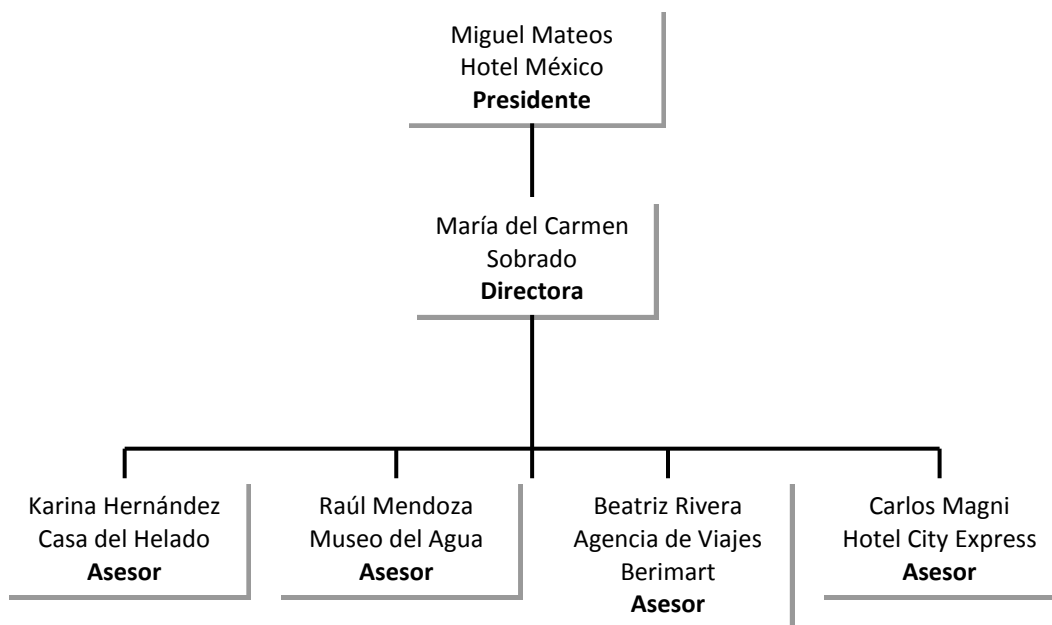 Miguel Mateos
Hotel México
Presidente
María del Carmen
Sobrado
Directora
Karina Hernández
Casa del Helado
Asesor
Raúl Mendoza
Museo del Agua
Asesor
Beatriz Rivera
Agencia de Viajes
Berimart
Asesor
Carlos Magni
Hotel City Express
Asesor